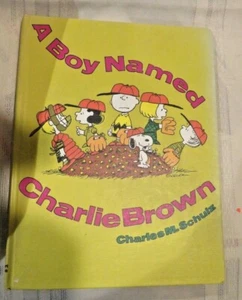 A Boy Named
Charlie Brown
Charles M. Schulz